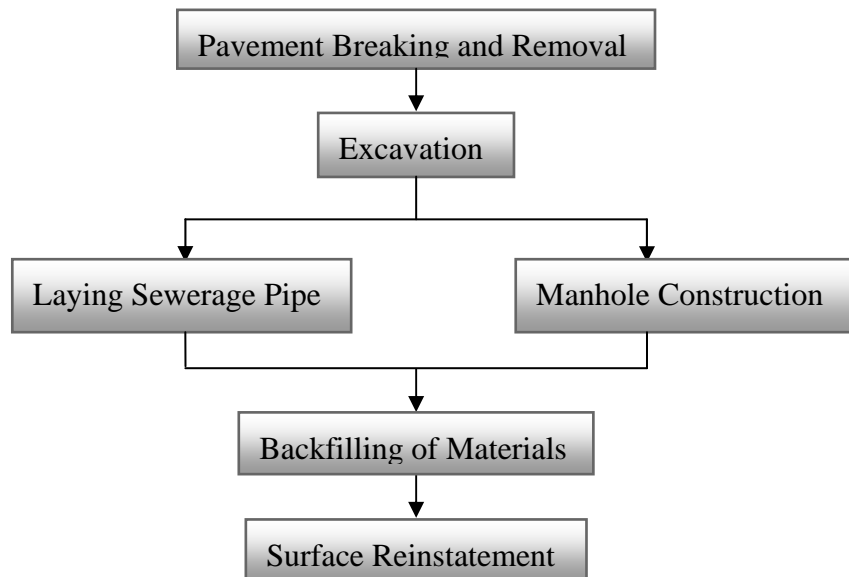 Pavement Breaking and Removal
Excavation
Laying Sewerage Pipe
Manhole Construction
Backfilling of Materials
Surface Reinstatement